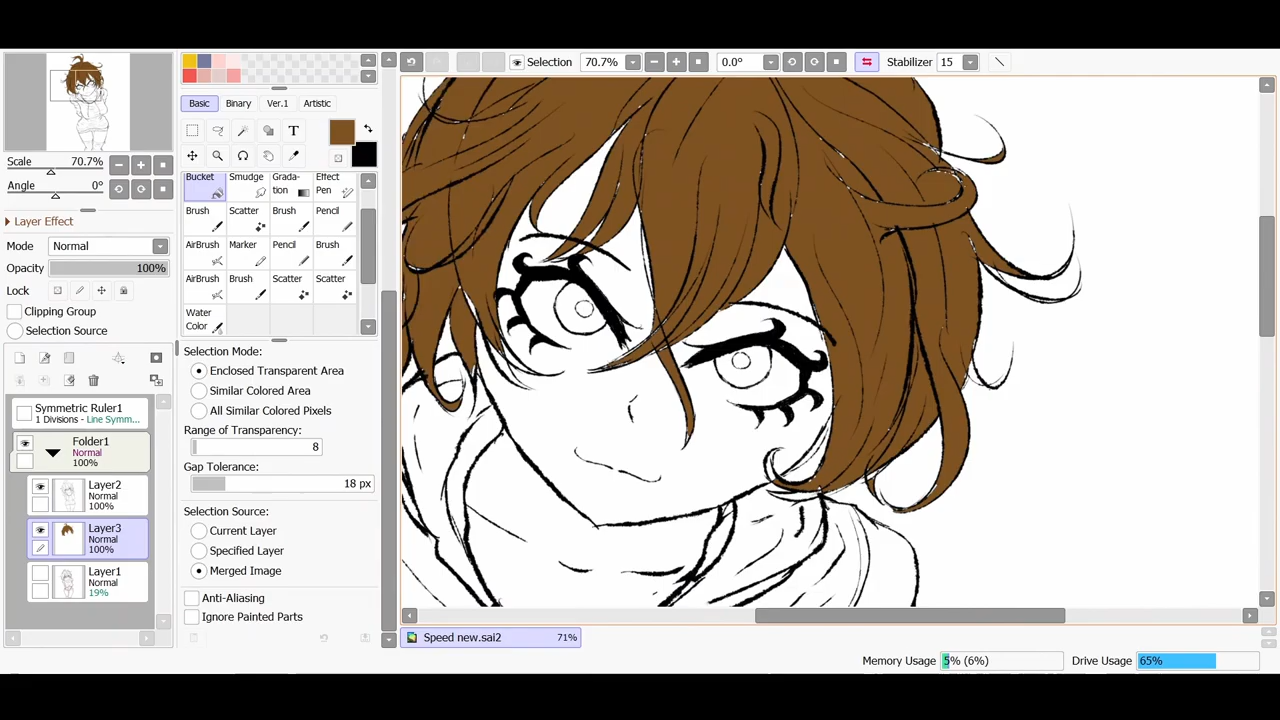 Selection
70.7%
0.0°
Stabilizer
15
Basic
Binary
Ver.1
Artistic
T
Scale
70.7%
Angle
0°
Layer Effect
Mode
Normal
Opacity
100%
Lock
Clipping Group
Selection Source
Bucket
Smudge
Grada-
tion
Effect
Pen
Brush
Scatter
Brush
Pencil
AirBrush
Marker
Pencil
Brush
AirBrush
Brush
Scatter
Scatter
Water
Color
Selection Mode:
Enclosed Transparent Area
Similar Colored Area
All Similar Colored Pixels
Range of Transparency:
8
Gap Tolerance:
18 px
Selection Source:
Current Layer
Specified Layer
Merged Image
Anti-Aliasing
Ignore Painted Parts
Symmetric Ruler1
1 Divisions - Line Symm...
Folder1
Normal
100%
Layer2
Normal
100%
Layer3
Normal
100%
Layer1
Normal
19%
Speed new.sai2
71%
Memory Usage
5% (6%)
Drive Usage
65%